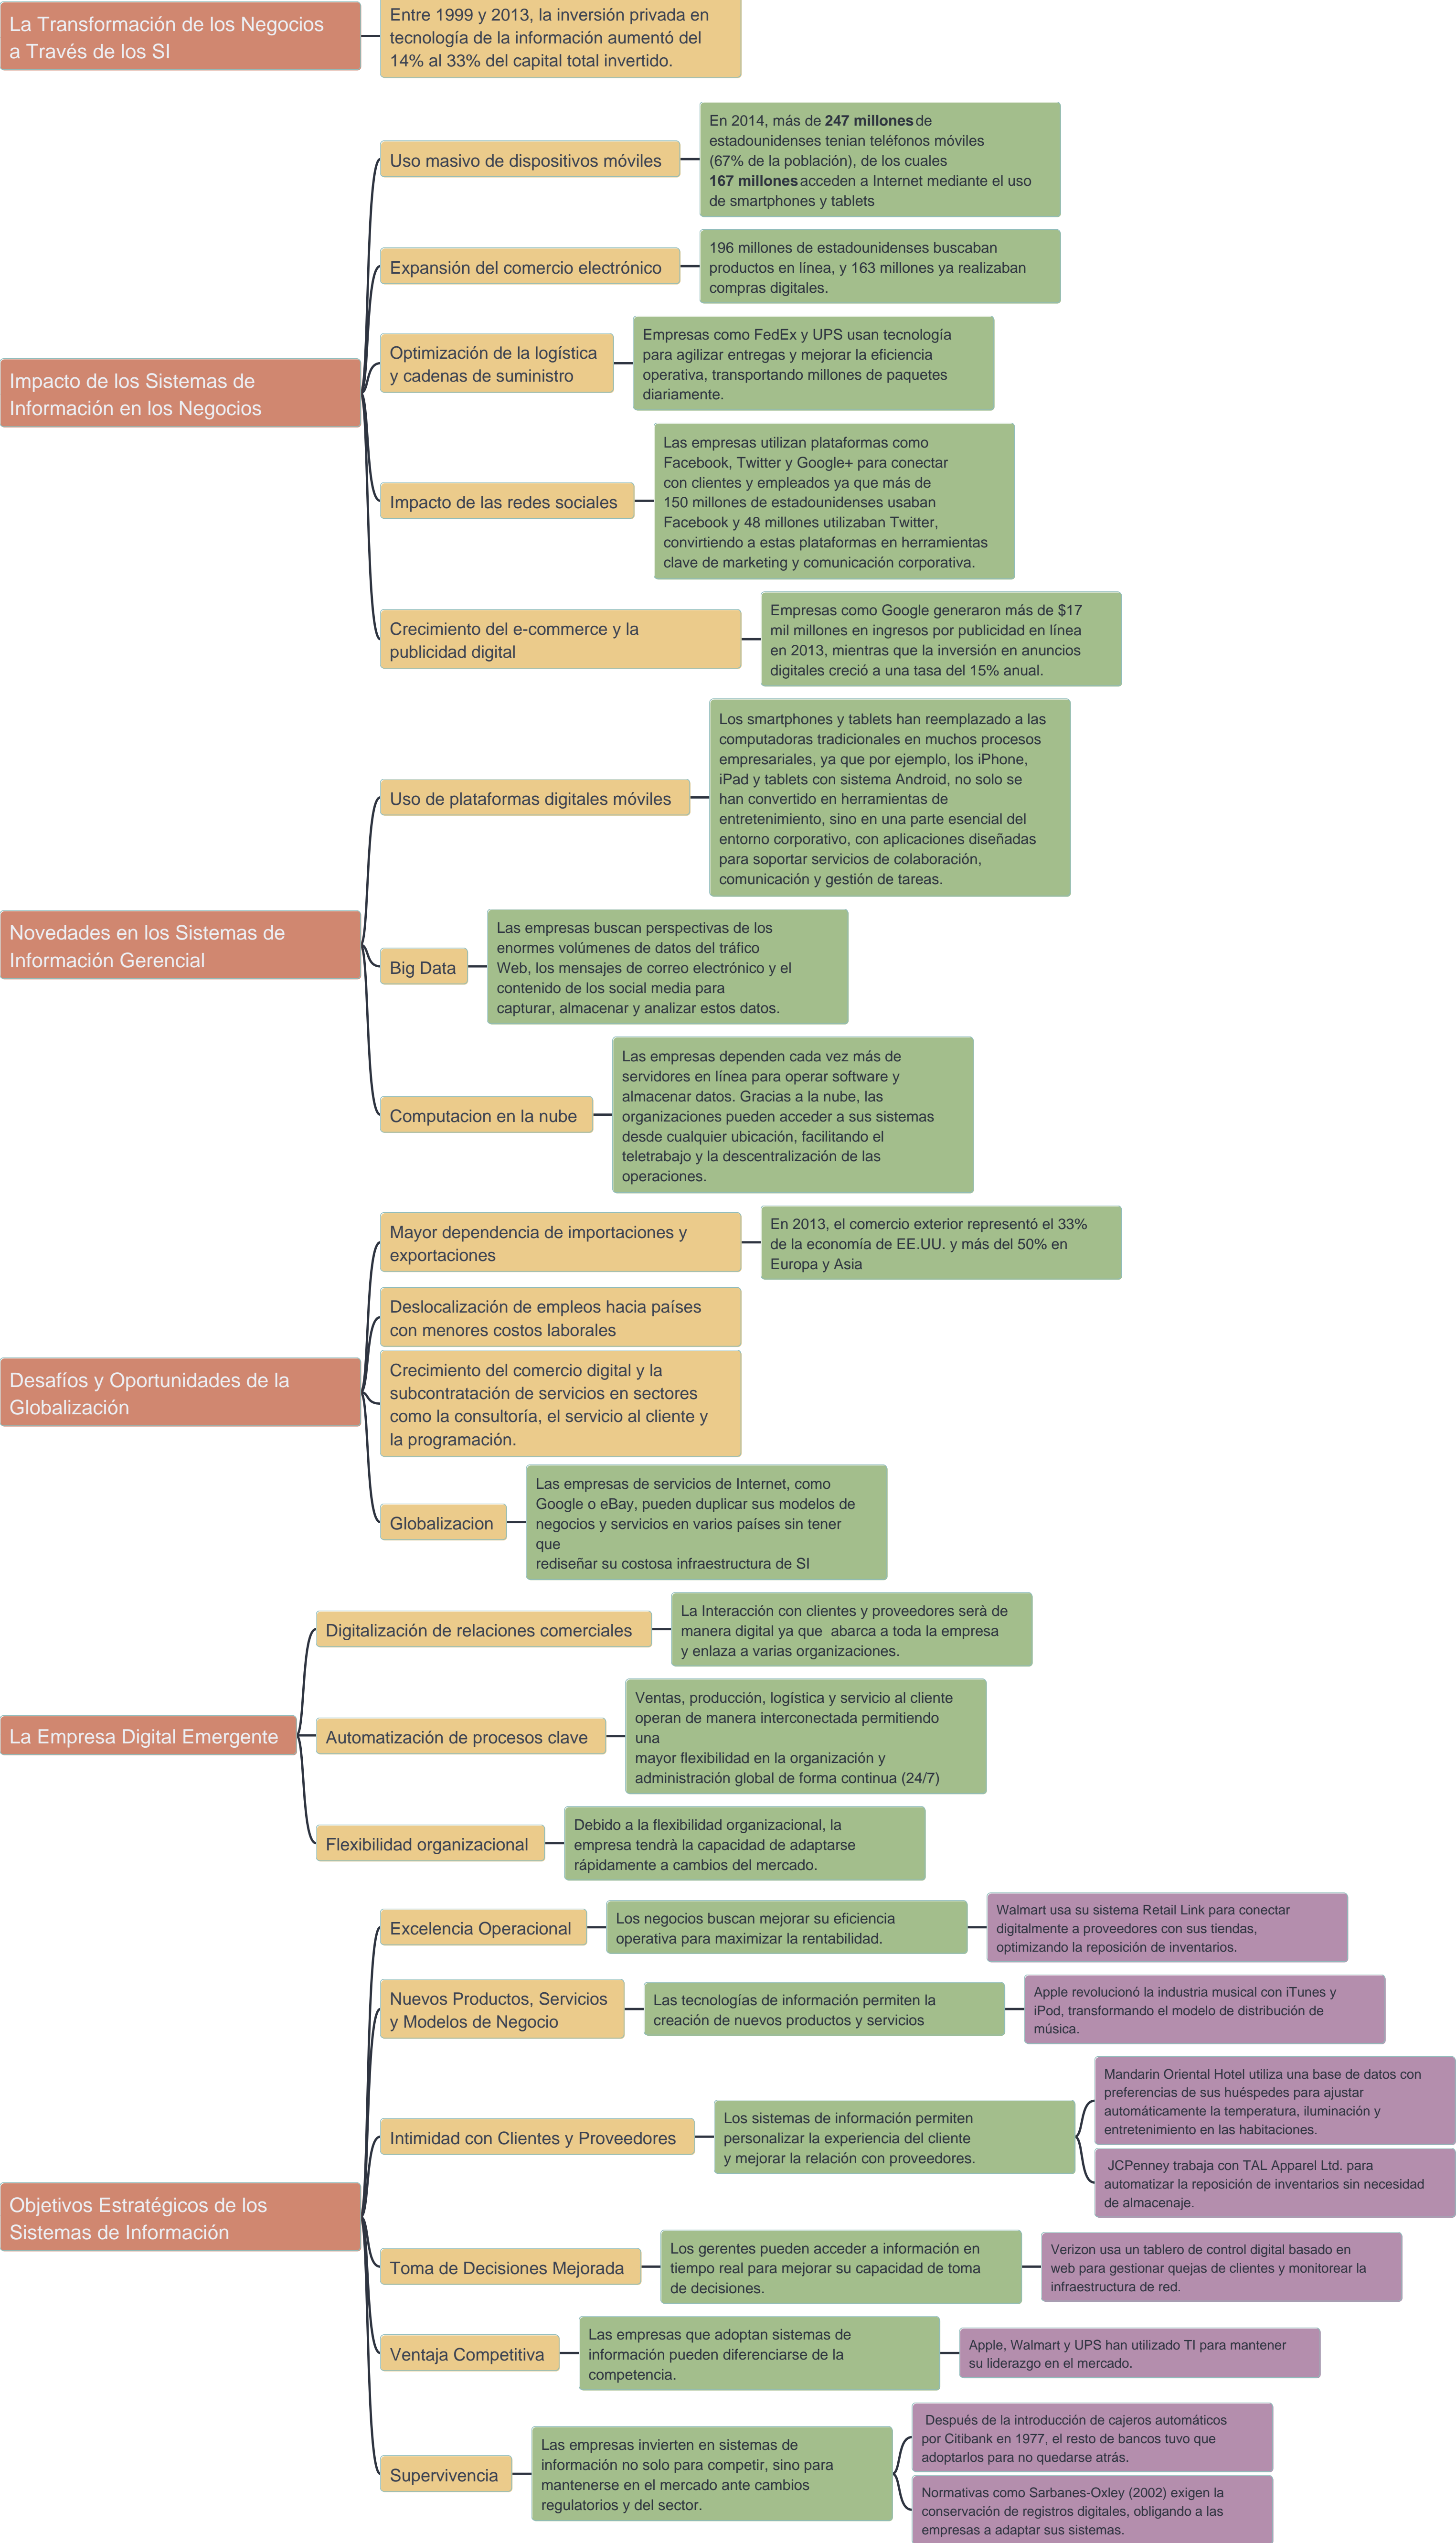 La Transformación de los Negocios
a Través de los SI
Entre 1999 y 2013, la inversión privada en
tecnología de la información aumentó del
14% al 33% del capital total invertido.
Impacto de los Sistemas de
Información en los Negocios
Uso masivo de dispositivos móviles
En 2014, más de 247 millones de
estadounidenses tenian teléfonos móviles
(67% de la población), de los cuales
167 millones acceden a Internet mediante el uso
de smartphones y tablets
Expansión del comercio electrónico
196 millones de estadounidenses buscaban
productos en línea, y 163 millones ya realizaban
compras digitales.
Optimización de la logística
y cadenas de suministro
Empresas como FedEx y UPS usan tecnología
para agilizar entregas y mejorar la eficiencia
operativa, transportando millones de paquetes
diariamente.
Impacto de las redes sociales
Las empresas utilizan plataformas como
Facebook, Twitter y Google+ para conectar
con clientes y empleados ya que más de
150 millones de estadounidenses usaban
Facebook y 48 millones utilizaban Twitter,
convirtiendo a estas plataformas en herramientas
clave de marketing y comunicación corporativa.
Crecimiento del e-commerce y la
publicidad digital
Empresas como Google generaron más de $17
mil millones en ingresos por publicidad en línea
en 2013, mientras que la inversión en anuncios
digitales creció a una tasa del 15% anual.
Novedades en los Sistemas de
Información Gerencial
Uso de plataformas digitales móviles
Los smartphones y tablets han reemplazado a las
computadoras tradicionales en muchos procesos
empresariales, ya que por ejemplo, los iPhone,
iPad y tablets con sistema Android, no solo se
han convertido en herramientas de
entretenimiento, sino en una parte esencial del
entorno corporativo, con aplicaciones diseñadas
para soportar servicios de colaboración,
comunicación y gestión de tareas.
Big Data
Las empresas buscan perspectivas de los
enormes volúmenes de datos del tráfico
Web, los mensajes de correo electrónico y el
contenido de los social media para
capturar, almacenar y analizar estos datos.
Computacion en la nube
Las empresas dependen cada vez más de
servidores en línea para operar software y
almacenar datos. Gracias a la nube, las
organizaciones pueden acceder a sus sistemas
desde cualquier ubicación, facilitando el
teletrabajo y la descentralización de las
operaciones.
Desafíos y Oportunidades de la
Globalización
Mayor dependencia de importaciones y
exportaciones
En 2013, el comercio exterior representó el 33%
de la economía de EE.UU. y más del 50% en
Europa y Asia
Deslocalización de empleos hacia países
con menores costos laborales
Crecimiento del comercio digital y la
subcontratación de servicios en sectores
como la consultoría, el servicio al cliente y
la programación.
Globalizacion
Las empresas de servicios de Internet, como
Google o eBay, pueden duplicar sus modelos de
negocios y servicios en varios países sin tener
que
rediseñar su costosa infraestructura de SI
La Empresa Digital Emergente
Digitalización de relaciones comerciales
La Interacción con clientes y proveedores serà de
manera digital ya que  abarca a toda la empresa
y enlaza a varias organizaciones.
Automatización de procesos clave
Ventas, producción, logística y servicio al cliente
operan de manera interconectada permitiendo
una
mayor flexibilidad en la organización y
administración global de forma continua (24/7)
Flexibilidad organizacional
Debido a la flexibilidad organizacional, la
empresa tendrà la capacidad de adaptarse
rápidamente a cambios del mercado.
Objetivos Estratégicos de los
Sistemas de Información
Excelencia Operacional
Los negocios buscan mejorar su eficiencia
operativa para maximizar la rentabilidad.
Walmart usa su sistema Retail Link para conectar
digitalmente a proveedores con sus tiendas,
optimizando la reposición de inventarios.
Nuevos Productos, Servicios
y Modelos de Negocio
Las tecnologías de información permiten la
creación de nuevos productos y servicios
Apple revolucionó la industria musical con iTunes y
iPod, transformando el modelo de distribución de
música.
Intimidad con Clientes y Proveedores
Los sistemas de información permiten
personalizar la experiencia del cliente
y mejorar la relación con proveedores.
Mandarin Oriental Hotel utiliza una base de datos con
preferencias de sus huéspedes para ajustar
automáticamente la temperatura, iluminación y
entretenimiento en las habitaciones.
JCPenney trabaja con TAL Apparel Ltd. para
automatizar la reposición de inventarios sin necesidad
de almacenaje.
Toma de Decisiones Mejorada
Los gerentes pueden acceder a información en
tiempo real para mejorar su capacidad de toma
de decisiones.
Verizon usa un tablero de control digital basado en
web para gestionar quejas de clientes y monitorear la
infraestructura de red.
Ventaja Competitiva
Las empresas que adoptan sistemas de
información pueden diferenciarse de la
competencia.
Apple, Walmart y UPS han utilizado TI para mantener
su liderazgo en el mercado.
Supervivencia
Las empresas invierten en sistemas de
información no solo para competir, sino para
mantenerse en el mercado ante cambios
regulatorios y del sector.
Después de la introducción de cajeros automáticos
por Citibank en 1977, el resto de bancos tuvo que
adoptarlos para no quedarse atrás.
Normativas como Sarbanes-Oxley (2002) exigen la
conservación de registros digitales, obligando a las
empresas a adaptar sus sistemas.